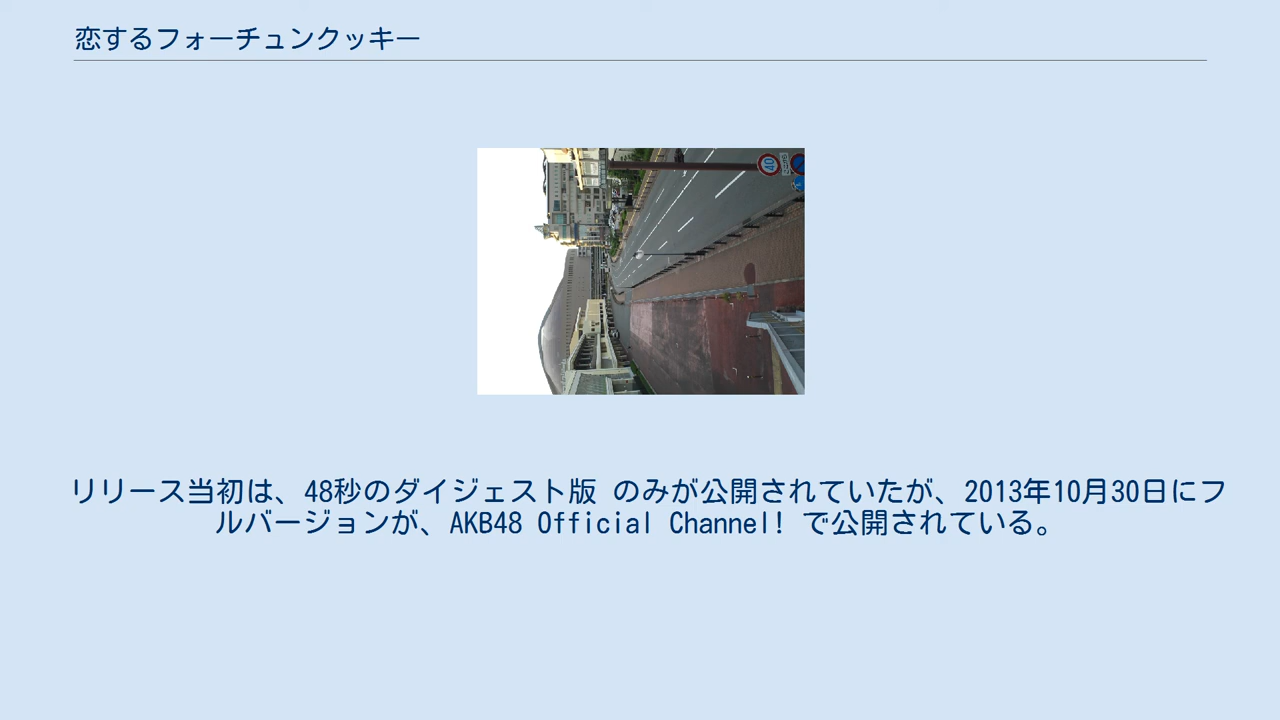 恋するフォーチュンクッキー
40
リリース当初は、48秒のダイジェスト版 のみが公開されていたが、2013年10月30日にフ
ルバージョンが、AKB48 Official Channel! で公開されている。